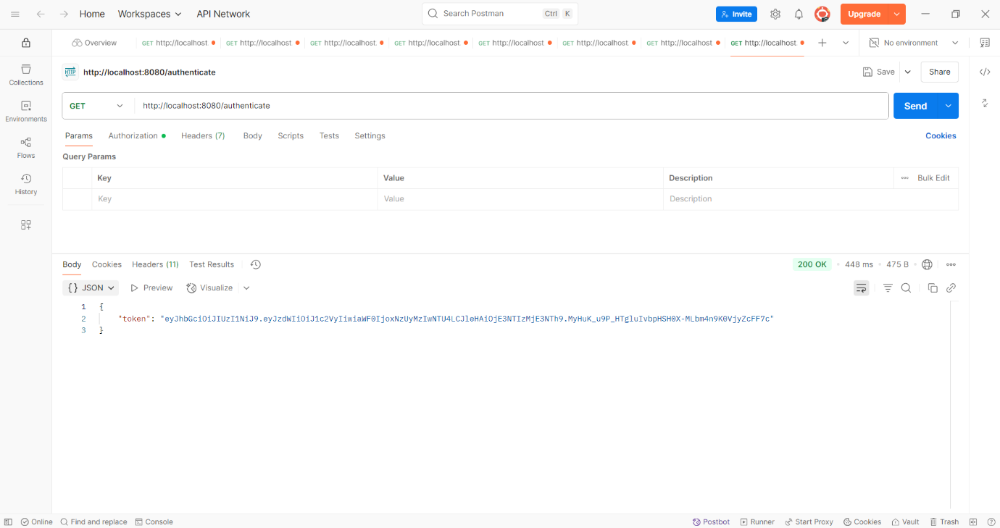 Home Workspaces API Network Search Postman Ctrl K Invite Upgrade
Overview GET http://localhost GET http://localhost GET http://localhost. GET http://localhost GET http://localhost GET http://localhost. GET http://localhost GET http://localhost. No environment
HTTP http://localhost:8080/authenticate Save Share
Collections
GET http://localhost:8080/authenticate Send
Environments
Params Authorization Headers (7) Body Scripts Tests Settings Cookies
Flows
Query Params
Key Value Description Bulk Edit
History
Key Value Description
Body Cookies Headers (11) Test Results 200 OK 448 ms 475 B
{} JSON Preview Visualize
1 {
2 "token": "eyJhbGciOiJIUzI1NiJ9.eyJzdWIiOiJ1c2VyIiwiaWF0IjoxNzUyMzIwNTU4LCJleHAiOjE3NTIzMjE3NTh9.MyHuK_u9P_HTgluIvbpHSH0X-MLbm4n9K0VjyZcFF7c"
3 }
Online Find and replace Console Postbot Runner Start Proxy Cookies Vault Trash